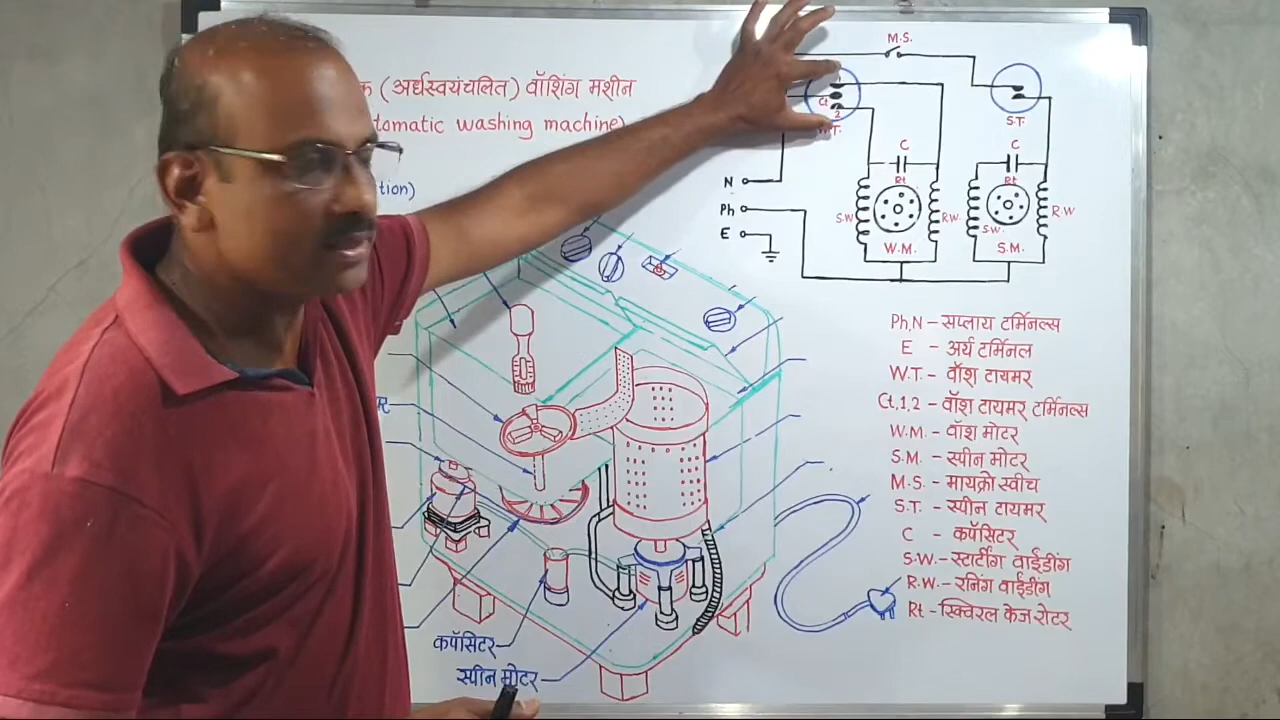 (अर्धस्वयंचलित) वॉशिंग मशीन
tomatic washing machine)
tion)
M.S.
1
Ct
2
S.T.
C
C
Rt
Rt
N
Ph
E
S.W
R.W.
S.W.
R.W
W.M.
S.M.
Ph,N – सप्लाय टर्मिनल्स
E – अर्थ टर्मिनल
W.T. – वॉश टायमर
Ct,1,2 – वॉश टायमर टर्मिनल्स
W.M. – वॉश मोटर
S.M. – स्पीन मोटर
M.S. – मायक्रो स्वीच
S.T. – स्पीन टायमर
C – कपॅसिटर
S.W. – स्टार्टींग वाईंडींग
R.W. – रनिंग वाईंडींग
Rt – स्क्विरल केज रोटर
कपॅसिटर
स्पीन मोटर